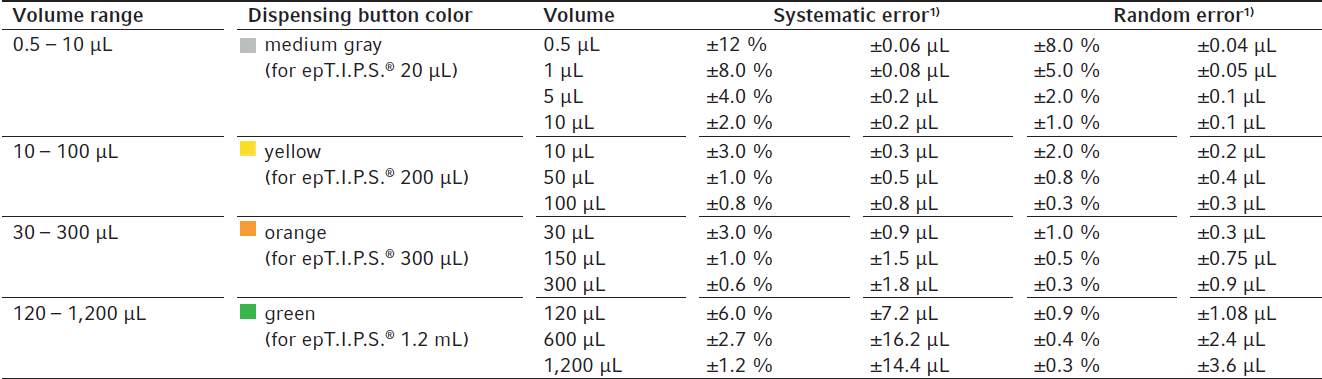 Volume range Dispensing button color Volume Systematic error¹⁾ Random error¹⁾
0.5 – 10 µL medium gray 0.5 µL ±12 % ±0.06 µL ±8.0 % ±0.04 µL
(for epT.I.P.S.® 20 µL) 1 µL ±8.0 % ±0.08 µL ±5.0 % ±0.05 µL
5 µL ±4.0 % ±0.2 µL ±2.0 % ±0.1 µL
10 µL ±2.0 % ±0.2 µL ±1.0 % ±0.1 µL
10 – 100 µL yellow 10 µL ±3.0 % ±0.3 µL ±2.0 % ±0.2 µL
(for epT.I.P.S.® 200 µL) 50 µL ±1.0 % ±0.5 µL ±0.8 % ±0.4 µL
100 µL ±0.8 % ±0.8 µL ±0.3 % ±0.3 µL
30 – 300 µL orange 30 µL ±3.0 % ±0.9 µL ±1.0 % ±0.3 µL
(for epT.I.P.S.® 300 µL) 150 µL ±1.0 % ±1.5 µL ±0.5 % ±0.75 µL
300 µL ±0.6 % ±1.8 µL ±0.3 % ±0.9 µL
120 – 1,200 µL green 120 µL ±6.0 % ±7.2 µL ±0.9 % ±1.08 µL
(for epT.I.P.S.® 1.2 mL) 600 µL ±2.7 % ±16.2 µL ±0.4 % ±2.4 µL
1,200 µL ±1.2 % ±14.4 µL ±0.3 % ±3.6 µL